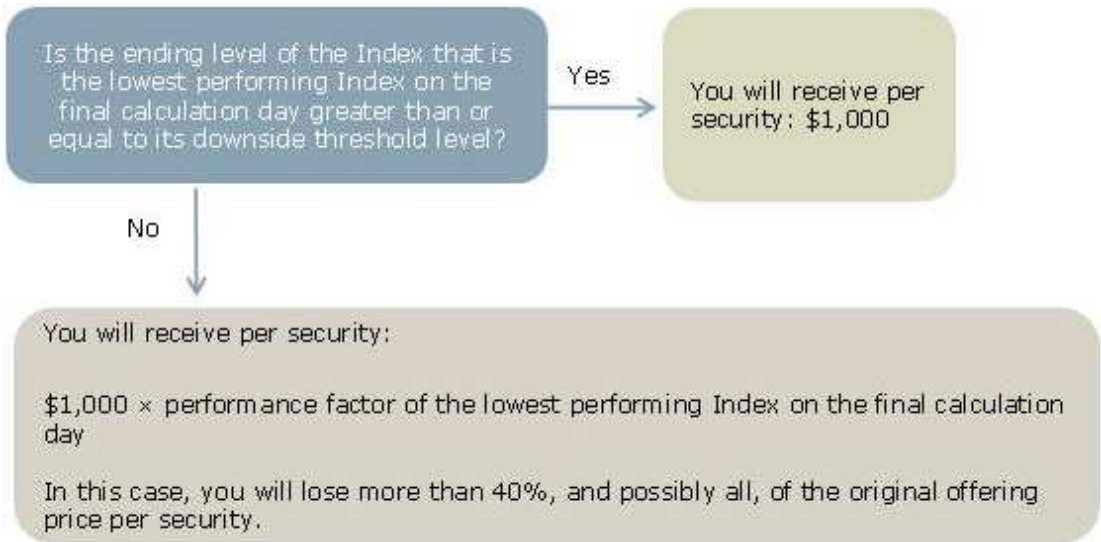 Is the ending level of the Index that is
the lowest performing Index on the
final calculation day greater than or
equal to its downside threshold level?
Yes
You will receive per
security: $1,000
No
You will receive per security:
$1,000 × performance factor of the lowest performing Index on the final calculation
day
In this case, you will lose more than 40%, and possibly all, of the original offering
price per security.